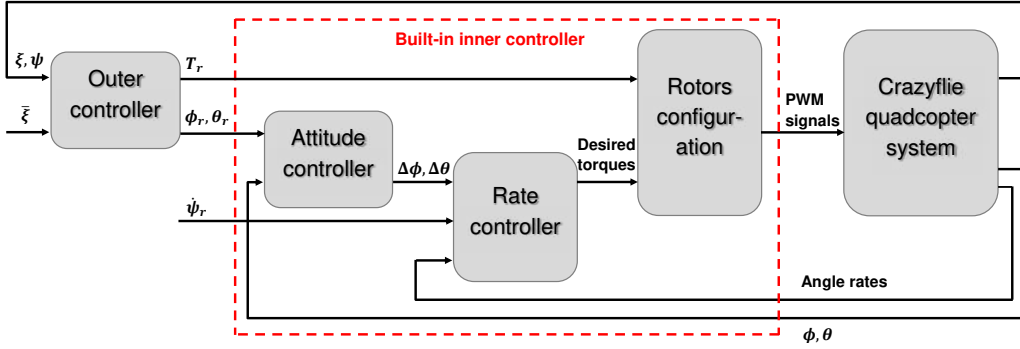 Built-in inner controller
ξ, ψ
Outer
controller
T_r
ξ̄
ϕ_r, θ_r
Attitude
controller
Δϕ, Δθ
Rate
controller
ψ̇_r
Desired
torques
Rotors
configur-
ation
PWM
signals
Crazyflie
quadcopter
system
Angle rates
ϕ, θ